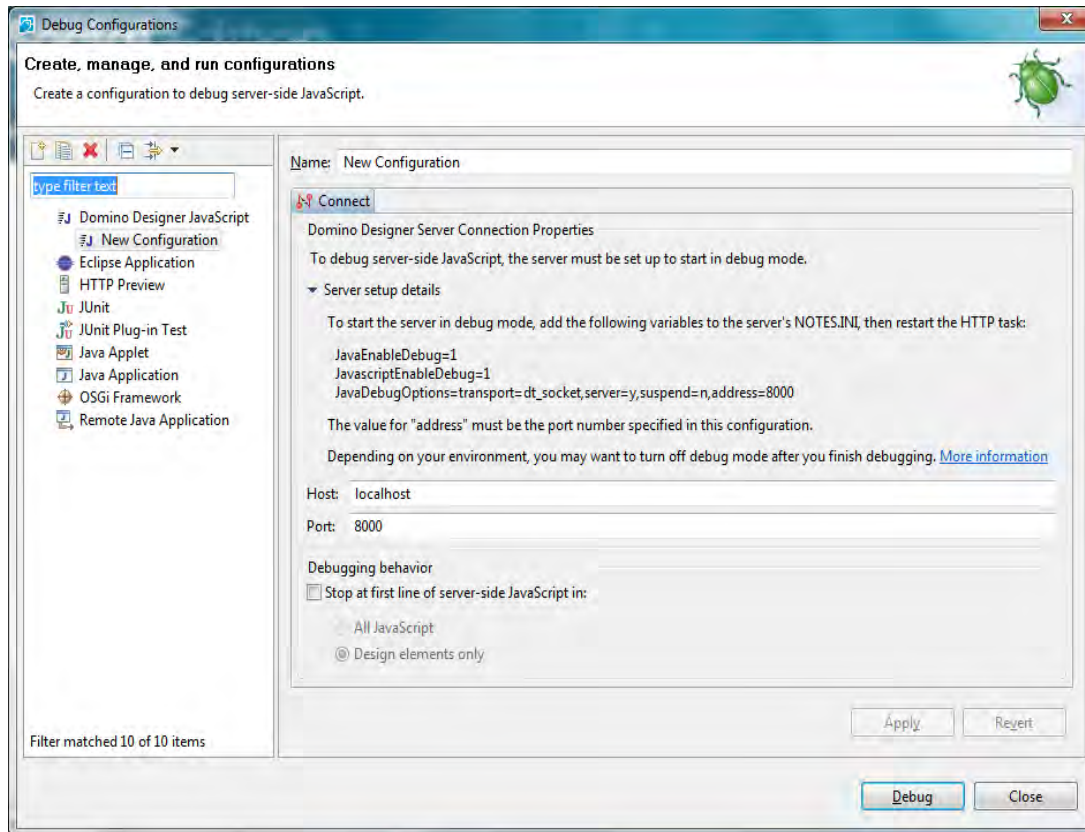 Debug Configurations
Create, manage, and run configurations
Create a configuration to debug server-side JavaScript.
type filter text
Domino Designer JavaScript
New Configuration
Eclipse Application
HTTP Preview
JUnit
JUnit Plug-in Test
Java Applet
Java Application
OSGi Framework
Remote Java Application
Filter matched 10 of 10 items
Name: New Configuration
Connect
Domino Designer Server Connection Properties
To debug server-side JavaScript, the server must be set up to start in debug mode.
Server setup details
To start the server in debug mode, add the following variables to the server's NOTES.INI, then restart the HTTP task:
JavaEnableDebug=1
JavascriptEnableDebug=1
JavaDebugOptions=transport=dt_socket,server=y,suspend=n,address=8000
The value for "address" must be the port number specified in this configuration.
Depending on your environment, you may want to turn off debug mode after you finish debugging. More information
Host: localhost
Port: 8000
Debugging behavior
Stop at first line of server-side JavaScript in:
All JavaScript
Design elements only
Apply Revert
Debug Close